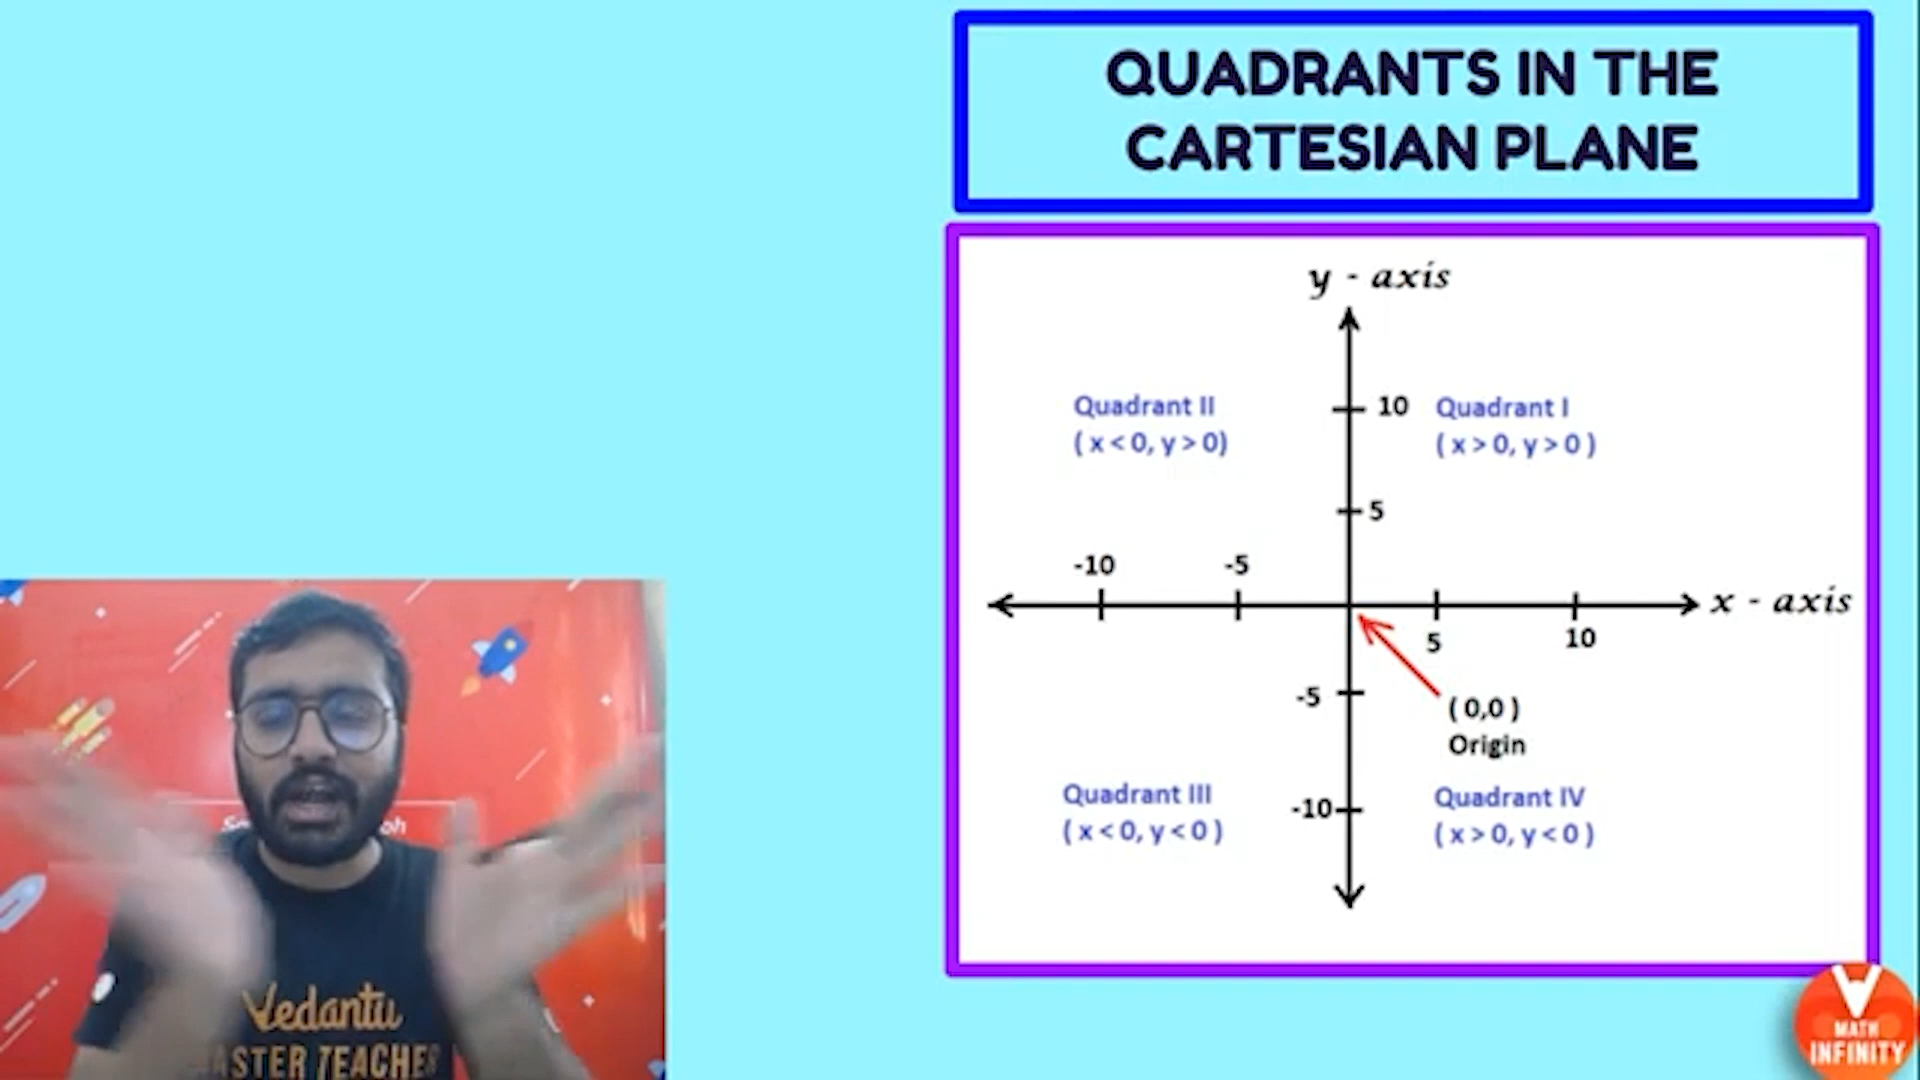 QUADRANTS IN THE
CARTESIAN PLANE
y - axis
Quadrant II
( x < 0, y > 0)
10
Quadrant I
( x > 0, y > 0 )
5
-10
-5
x - axis
5
10
-5
( 0,0 )
Origin
Quadrant III
( x < 0, y < 0 )
-10
Quadrant IV
( x > 0, y < 0 )
Vedantu
MASTER TEACHER
MATH
INFINITY